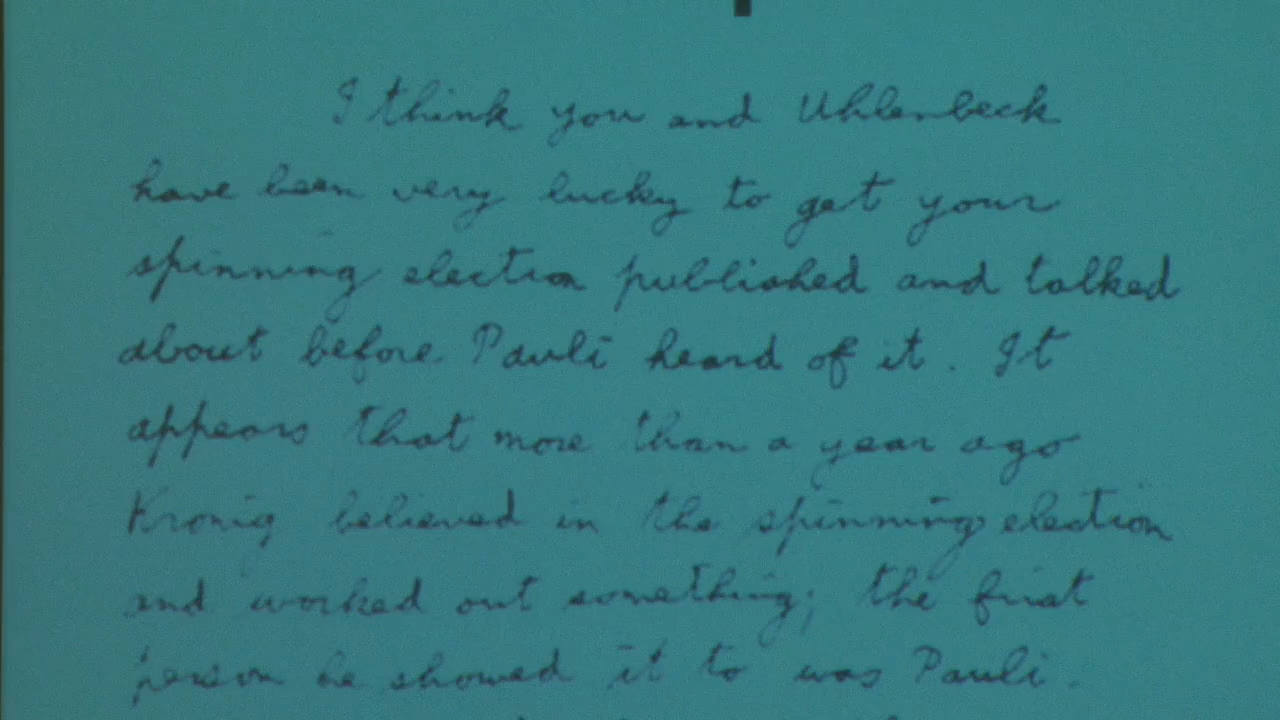 I think you and Uhlenbeck
have been very lucky to get your
spinning electron published and talked
about before Pauli heard of it. It
appears that more than a year ago
Kronig believed in the spinning electron
and worked out something; the first
person he showed it to was Pauli.